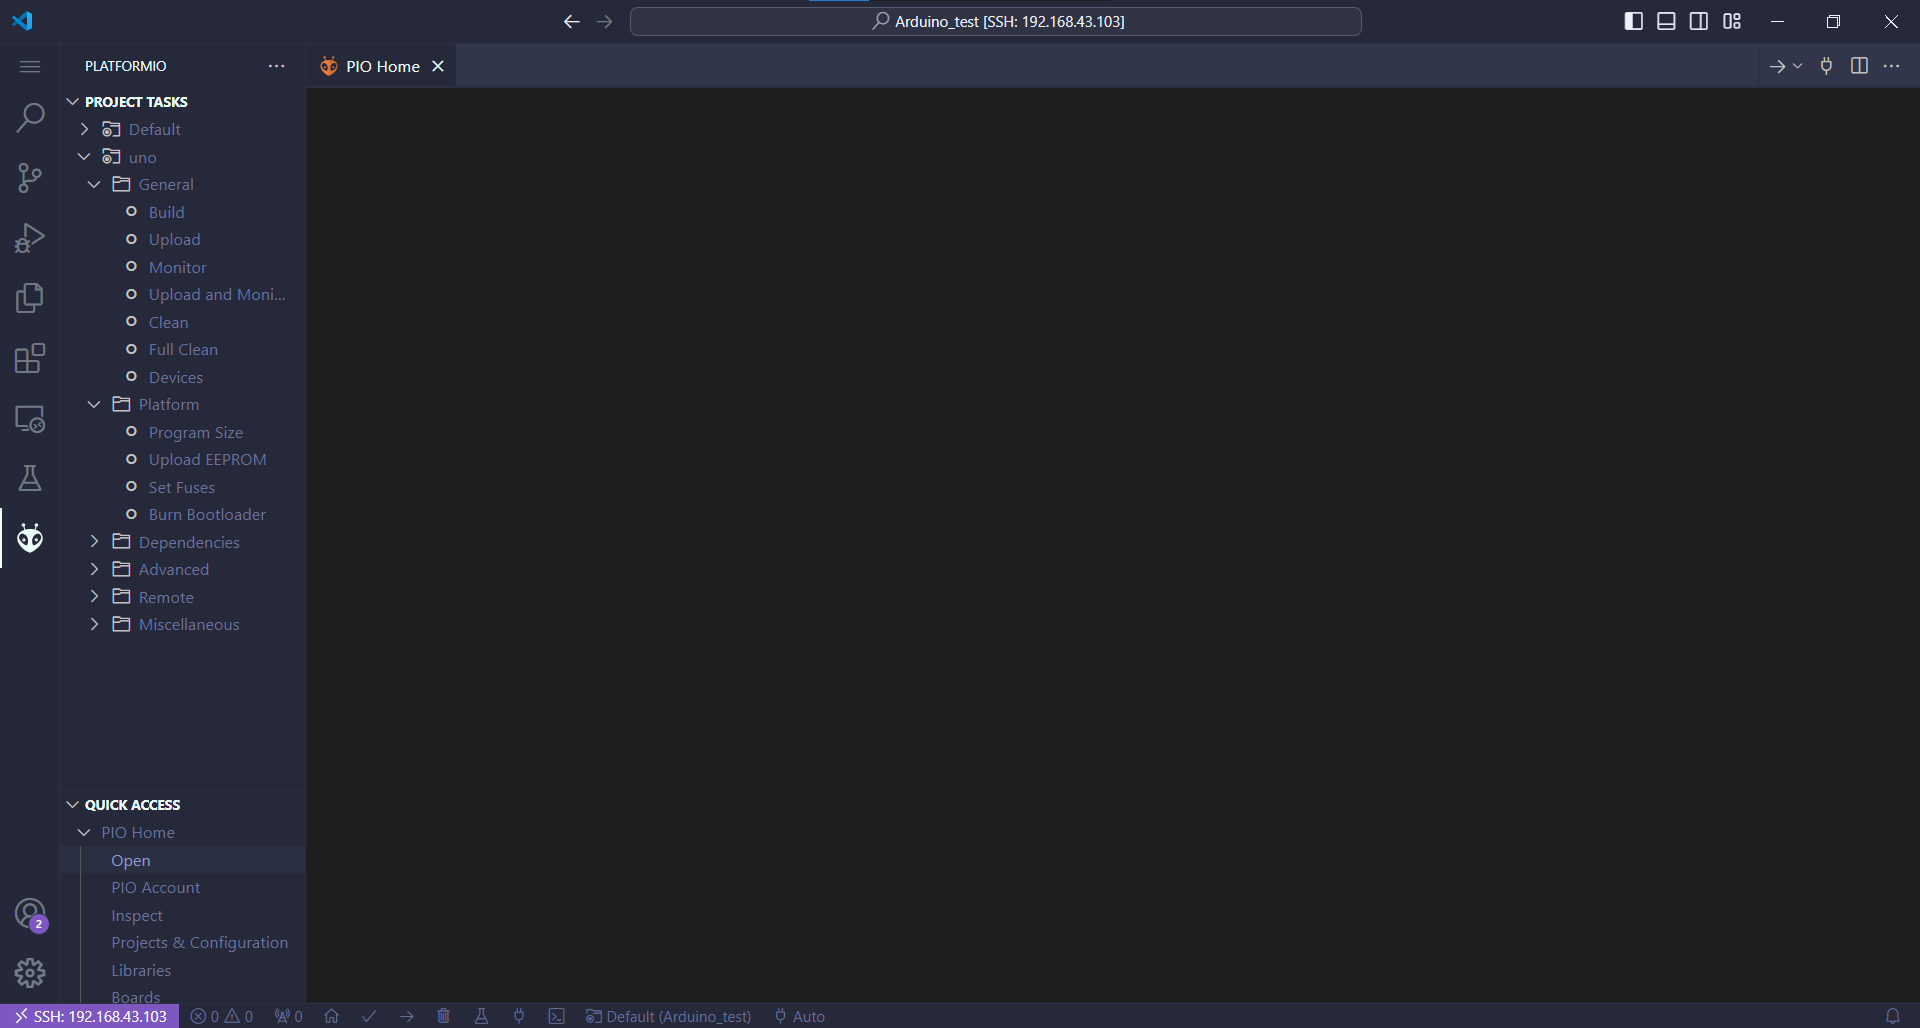 Arduino_test [SSH: 192.168.43.103]
PLATFORMIO
PIO Home
PROJECT TASKS
Default
uno
General
Build
Upload
Monitor
Upload and Moni...
Clean
Full Clean
Devices
Platform
Program Size
Upload EEPROM
Set Fuses
Burn Bootloader
Dependencies
Advanced
Remote
Miscellaneous
QUICK ACCESS
PIO Home
Open
PIO Account
Inspect
Projects & Configuration
Libraries
Boards
2
SSH: 192.168.43.103 0 0 0 Default (Arduino_test) Auto